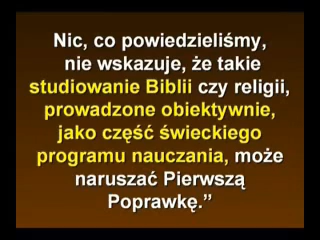 Nic, co powiedzieliśmy,
nie wskazuje, że takie
studiowanie Biblii czy religii,
prowadzone obiektywnie,
jako część świeckiego
programu nauczania, może
naruszać Pierwszą
Poprawkę.”